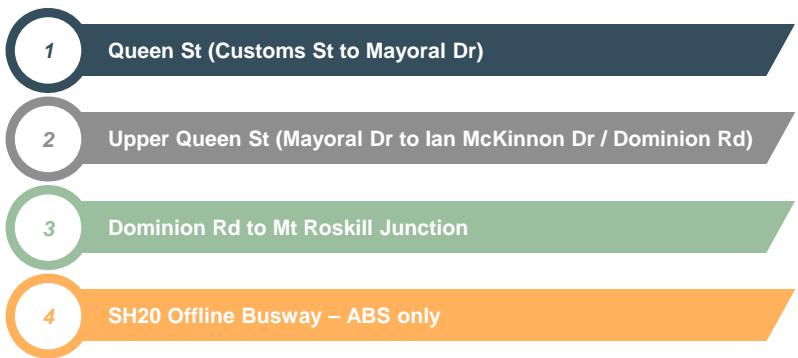 1 Queen St (Customs St to Mayoral Dr)
2 Upper Queen St (Mayoral Dr to Ian McKinnon Dr / Dominion Rd)
3 Dominion Rd to Mt Roskill Junction
4 SH20 Offline Busway – ABS only